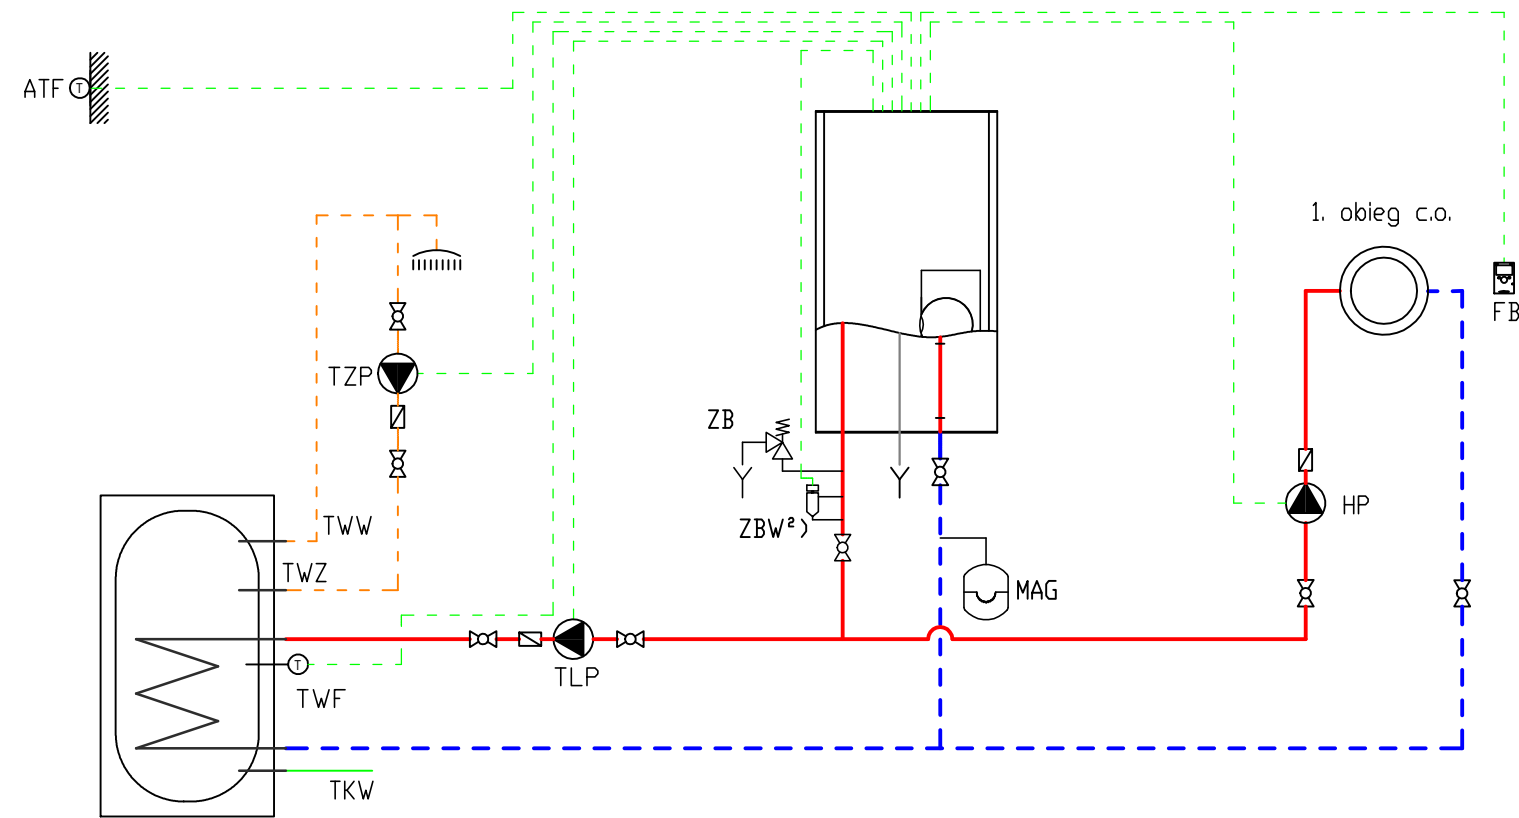 ATF T
1. obieg c.o.
FB
TZP
ZB
HP
TWW
ZBW²)
TWZ
MAG
T
TLP
TWF
TKW